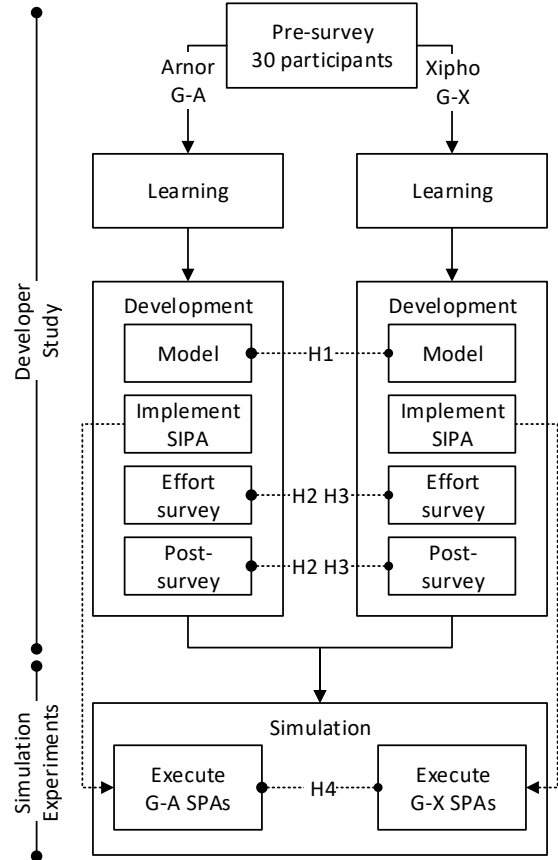 Pre-survey
30 participants
Arnor
G-A
Xipho
G-X
Learning
Learning
Developer
Study
Development
Development
Model
H1
Model
Implement
SIPA
Implement
SIPA
Effort
survey
H2 H3
Effort
survey
Post-
survey
H2 H3
Post-
survey
Simulation
Experiments
Simulation
Execute
G-A SPAs
H4
Execute
G-X SPAs